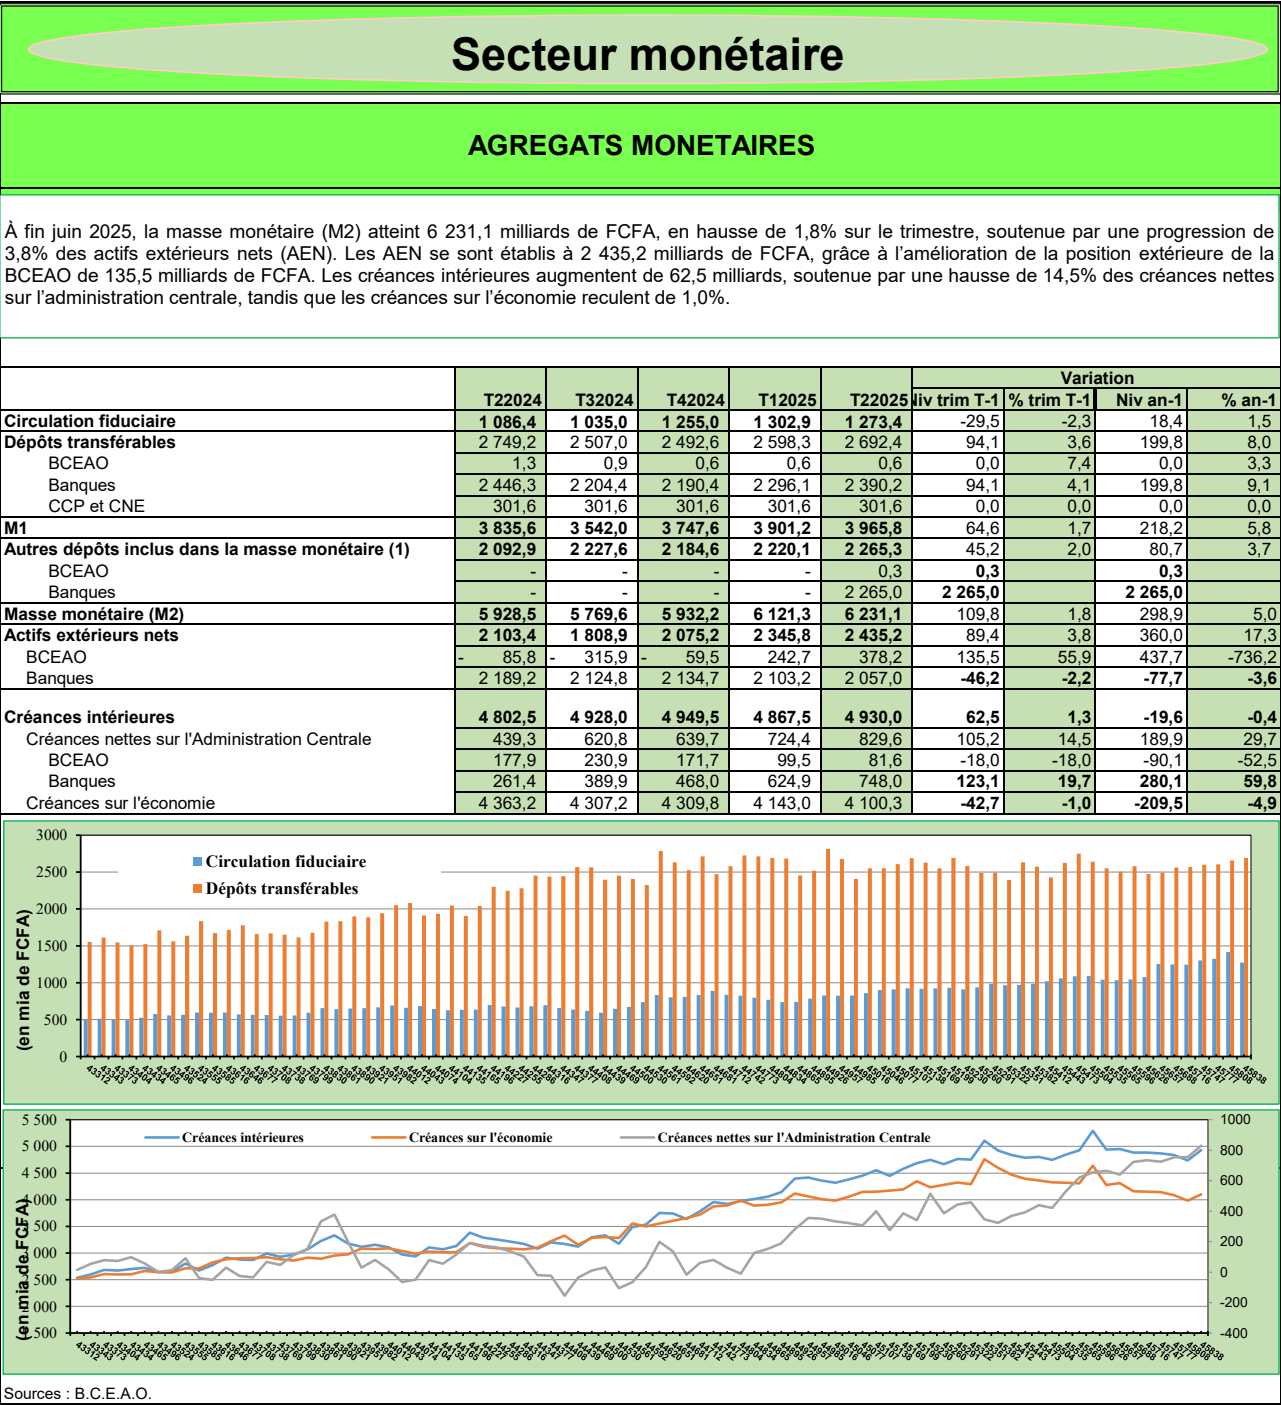 Secteur monétaire
AGREGATS MONETAIRES
À fin juin 2025, la masse monétaire (M2) atteint 6 231,1 milliards de FCFA, en hausse de 1,8% sur le trimestre, soutenue par une progression de
3,8% des actifs extérieurs nets (AEN). Les AEN se sont établis à 2 435,2 milliards de FCFA, grâce à l'amélioration de la position extérieure de la
BCEAO de 135,5 milliards de FCFA. Les créances intérieures augmentent de 62,5 milliards, soutenue par une hausse de 14,5% des créances nettes
sur l'administration centrale, tandis que les créances sur l'économie reculent de 1,0%.
Variation
T22024 T32024 T42024 T12025 T22025 Niv trim T-1 % trim T-1 Niv an-1 % an-1
Circulation fiduciaire 1 086,4 1 035,0 1 255,0 1 302,9 1 273,4 -29,5 -2,3 18,4 1,5
Dépôts transférables 2 749,2 2 507,0 2 492,6 2 598,3 2 692,4 94,1 3,6 199,8 8,0
BCEAO 1,3 0,9 0,6 0,6 0,6 0,0 7,4 0,0 3,3
Banques 2 446,3 2 204,4 2 190,4 2 296,1 2 390,2 94,1 4,1 199,8 9,1
CCP et CNE 301,6 301,6 301,6 301,6 301,6 0,0 0,0 0,0 0,0
M1 3 835,6 3 542,0 3 747,6 3 901,2 3 965,8 64,6 1,7 218,2 5,8
Autres dépôts inclus dans la masse monétaire (1) 2 092,9 2 227,6 2 184,6 2 220,1 2 265,3 45,2 2,0 80,7 3,7
BCEAO - - - - 0,3 0,3 0,3
Banques - - - - 2 265,0 2 265,0 2 265,0
Masse monétaire (M2) 5 928,6 5 769,6 5 932,2 6 121,3 6 231,1 109,8 1,8 298,9 5,0
Actifs extérieurs nets 2 103,4 1 808,9 2 075,2 2 345,8 2 435,2 89,4 3,8 360,0 17,3
BCEAO - 85,8 - 315,9 - 59,5 242,7 378,2 135,5 55,9 437,7 -736,2
Banques 2 189,2 2 124,8 2 134,7 2 103,2 2 057,0 -46,2 -2,2 -77,7 -3,6
Créances intérieures 4 802,5 4 928,0 4 949,5 4 867,5 4 930,0 62,5 1,3 -19,6 -0,4
Créances nettes sur l'Administration Centrale 439,3 620,8 639,7 724,4 829,6 105,2 14,5 189,9 29,7
BCEAO 177,9 230,9 171,7 99,5 81,6 -18,0 -18,0 -90,1 -52,5
Banques 261,4 389,9 468,0 624,9 748,0 123,1 19,7 280,1 59,8
Créances sur l'économie 4 363,2 4 307,2 4 309,8 4 143,0 4 100,3 -42,7 -1,0 -209,5 -4,9
3000
2500
2000
1500
1000
500
0
(en mia de FCFA)
Circulation fiduciaire
Dépôts transférables
5 500
5 000
4 500
4 000
3 500
3 000
2 500
2 000
1 500
(en mia de FCFA)
Créances intérieures
Créances sur l'économie
Créances nettes sur l'Administration Centrale
1000
800
600
400
200
0
-200
-400
Sources : B.C.E.A.O.